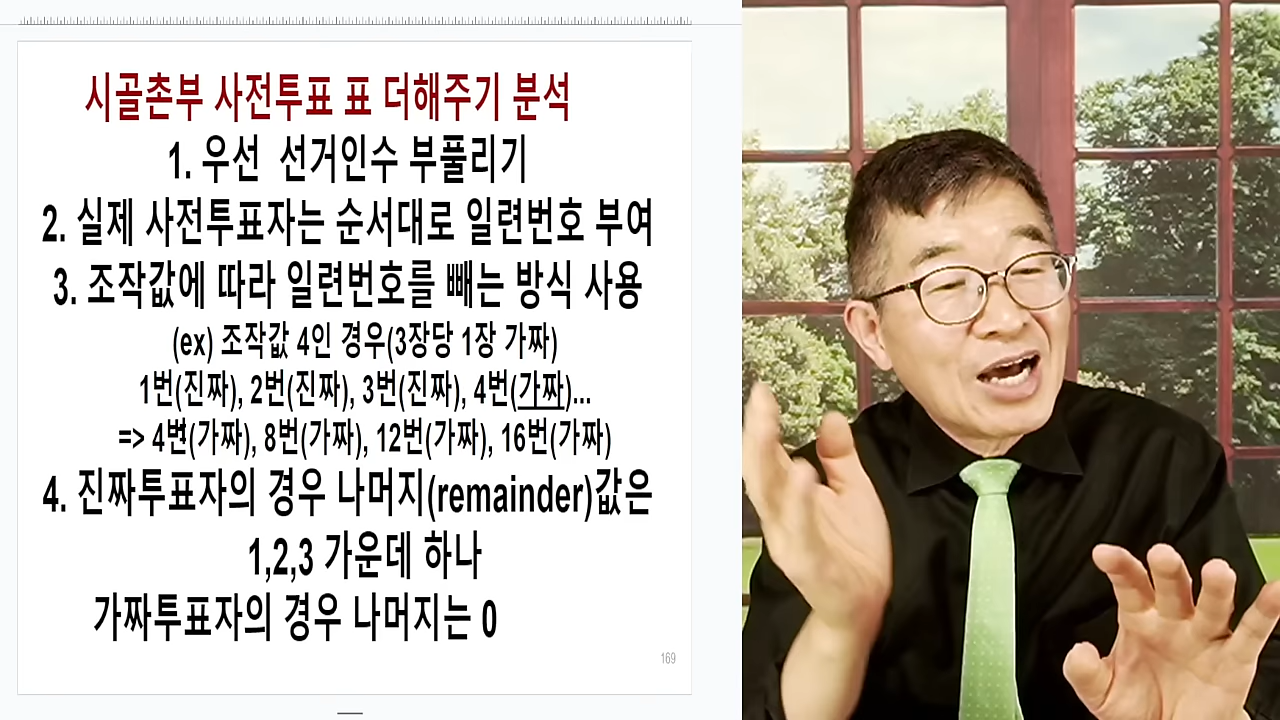 시골촌부 사전투표 표 더해주기 분석
1. 우선 선거인수 부풀리기
2. 실제 사전투표자는 순서대로 일련번호 부여
3. 조작값에 따라 일련번호를 빼는 방식 사용
(ex) 조작값 4인 경우(3장당 1장 가짜)
1번(진짜), 2번(진짜), 3번(진짜), 4번(가짜)...
=> 4번(가짜), 8번(가짜), 12번(가짜), 16번(가짜)
4. 진짜투표자의 경우 나머지(remainder)값은
1,2,3 가운데 하나
가짜투표자의 경우 나머지는 0
169